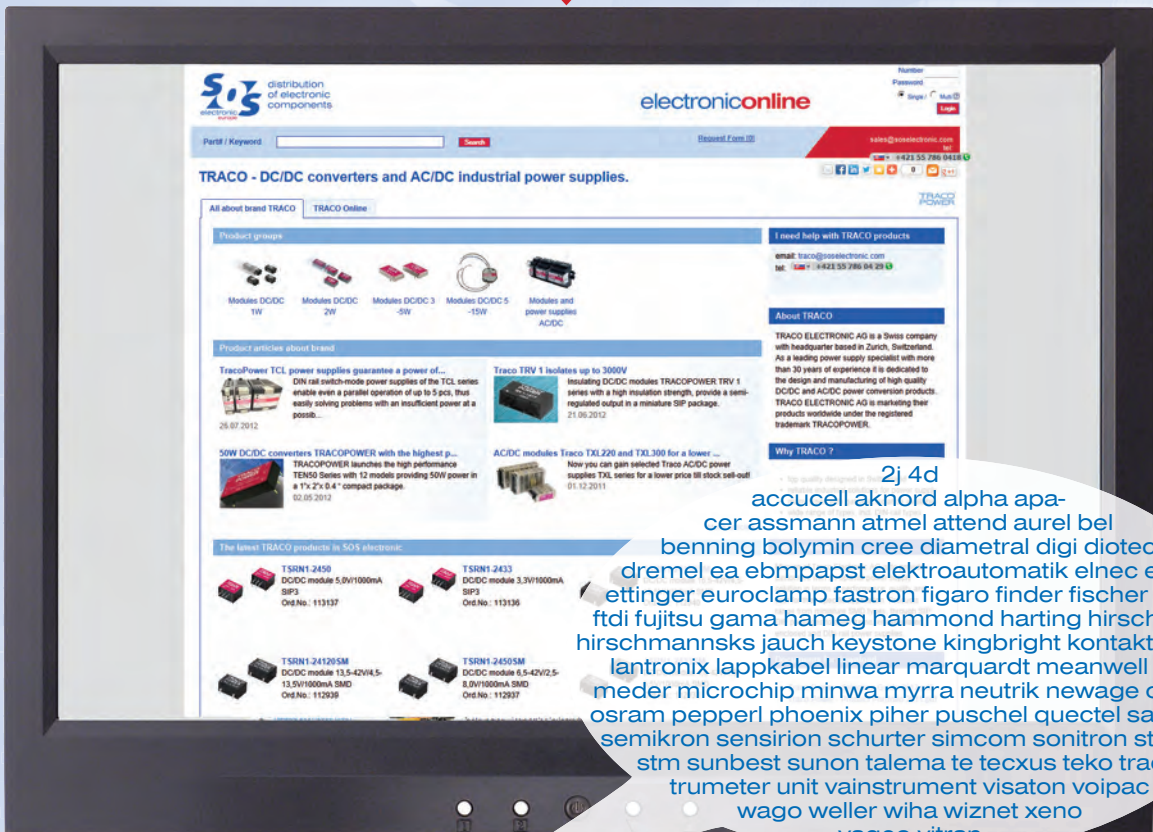 SOS
electronic
europe
distribution
of electronic
components
electroniconline
Number
Password
Single / Multi
Login
Part# / Keyword
Search
Request Form (0)
sales@soselectronic.com
tel:
+421 55 786 0418
TRACO - DC/DC converters and AC/DC industrial power supplies.
0
TRACO
POWER
All about brand TRACO
TRACO Online
Product groups
Modules DC/DC
1W
Modules DC/DC
2W
Modules DC/DC 3
-5W
Modules DC/DC 5
-15W
Modules and
power supplies
AC/DC
I need help with TRACO products
email: traco@soselectronic.com
tel: +421 55 786 04 29
About TRACO
TRACO ELECTRONIC AG is a Swiss company
with headquarter based in Zurich, Switzerland.
As a leading power supply specialist with more
than 30 years of experience it is dedicated to
the design and manufacturing of high quality
DC/DC and AC/DC power conversion products.
TRACO ELECTRONIC AG is marketing their
products worldwide under the registered
trademark TRACOPOWER.
Why TRACO ?
Product articles about brand
TracoPower TCL power supplies guarantee a power of...
DIN rail switch-mode power supplies of the TCL series
enable even a parallel operation of up to 5 pcs, thus
easily solving problems with an insufficient power at a
possib...
26.07.2012
Traco TRV 1 isolates up to 3000V
Insulating DC/DC modules TRACOPOWER TRV 1
series with a high insulation strength, provide a semi-
regulated output in a miniature SIP package.
21.06.2012
50W DC/DC converters TRACOPOWER with the highest p...
TRACOPOWER launches the high performance
TEN50 Series with 12 models providing 50W power in
a 1"x 2"x 0.4" compact package.
02.05.2012
AC/DC modules Traco TXL220 and TXL300 for a lower ...
Now you can gain selected Traco AC/DC power
supplies TXL series for a lower price till stock sell-out!
01.12.2011
The latest TRACO products in SOS electronic
TSRN1-2450
DC/DC module 5,0V/1000mA
SIP3
Ord.No.: 113137
TSRN1-2433
DC/DC module 3,3V/1000mA
SIP3
Ord.No.: 113136
TSRN1-24120SM
DC/DC module 13,5-42V/4,5-
13,5V/1000mA SMD
Ord.No.: 112939
TSRN1-2450SM
DC/DC module 6,5-42V/2,5-
8,0V/1000mA SMD
Ord.No.: 112937
2j 4d
accucell aknord alpha apa-
cer assmann atmel attend aurel bel
benning bolymin cree diametral digi diotec
dremel ea ebmpapst elektroautomatik elnec e
ettinger euroclamp fastron figaro finder fischer
ftdi fujitsu gama hameg hammond harting hirsch
hirschmannsks jauch keystone kingbright kontakt
lantronix lappkabel linear marquardt meanwell
meder microchip minwa myrra neutrik newage
osram pepperl phoenix piher puschel quectel sa
semikron sensirion schurter simcom sonitron st
stm sunbest sunon talema te tecxus teko trac
trumeter unit vainstrument visaton voipac
wago weller wiha wiznet xeno
yageo yitran
1
2